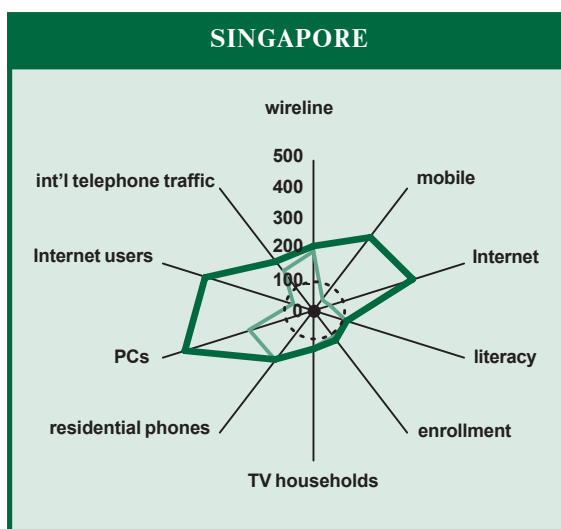 SINGAPORE
wireline
500
400
300
200
100
0
int'l telephone traffic
mobile
Internet users
Internet
PCs
literacy
residential phones
enrollment
TV households